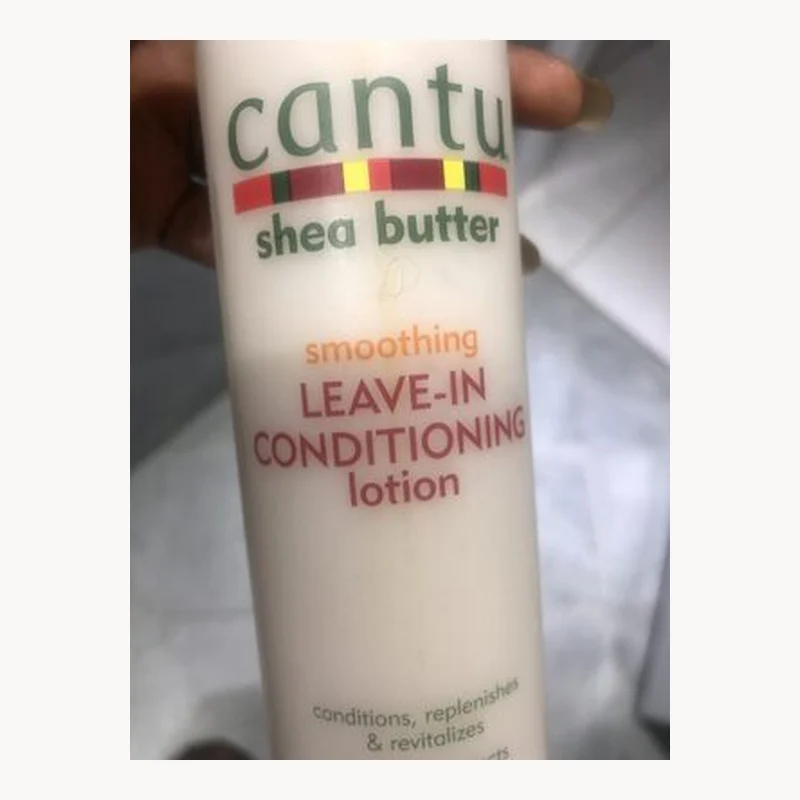 cantu
shea butter
smoothing
LEAVE-IN
CONDITIONING
lotion
conditions, replenishes
& revitalizes